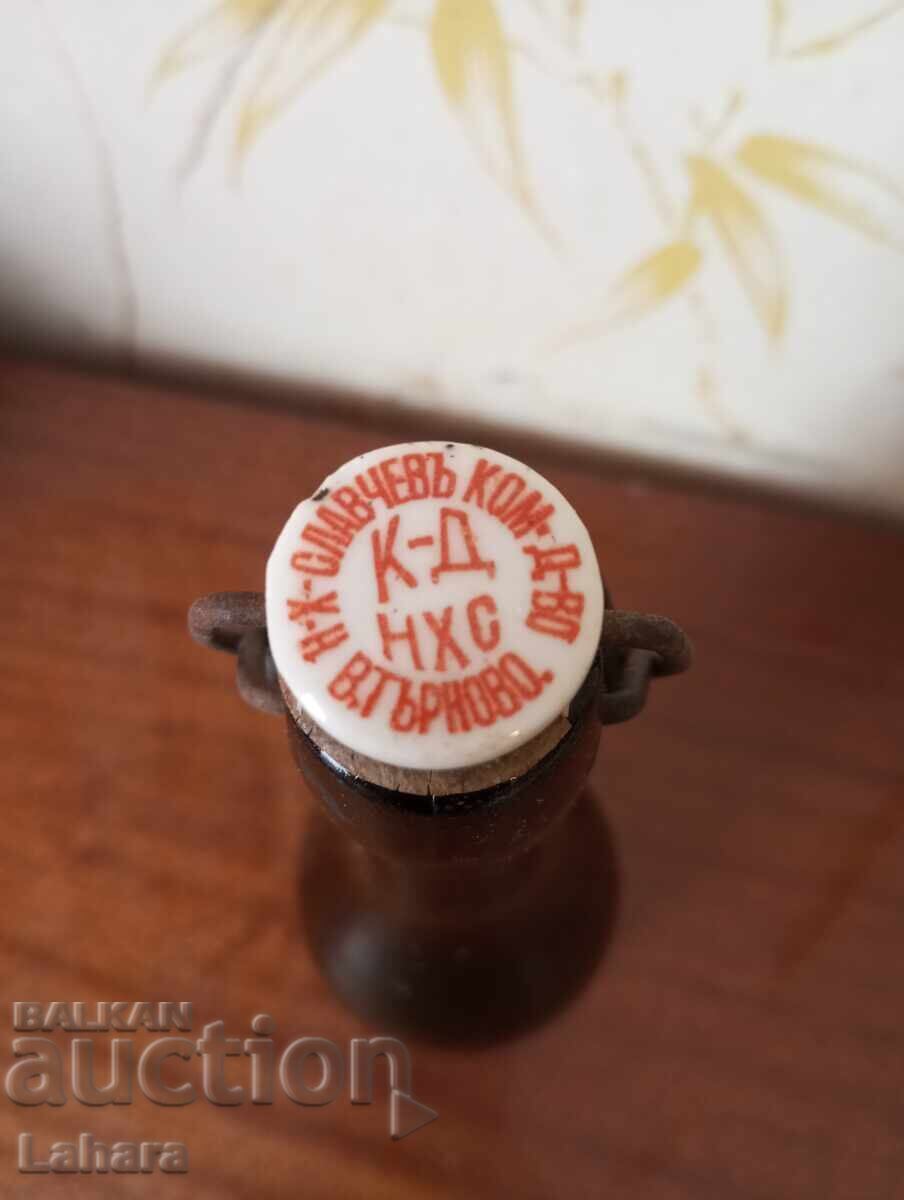 Н-Х-СЛАВЧЕВЪ КОМ-Д-ВО
К-Д
НХС
В.ТЪРНОВО.
BALKAN
auction
Lahara